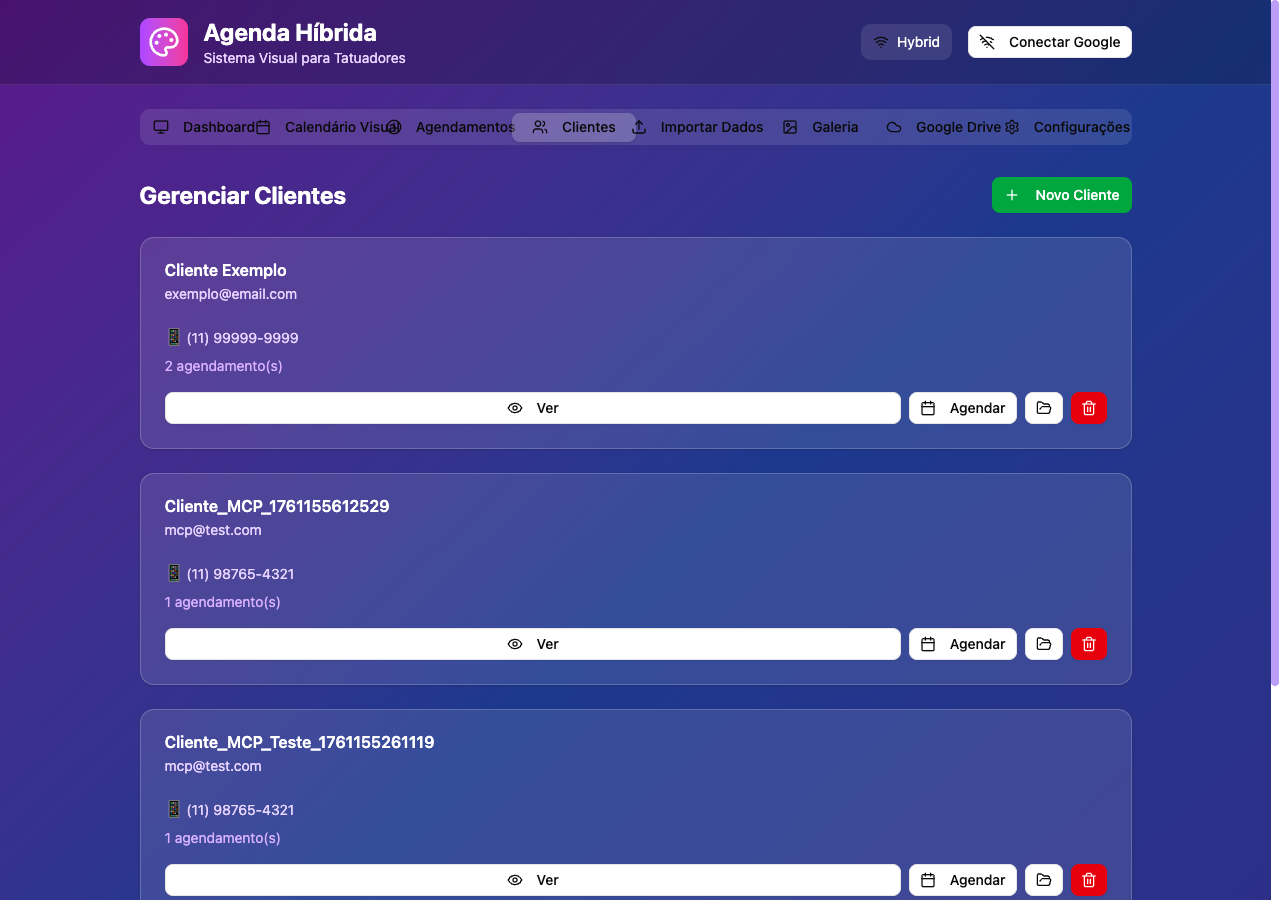 Agenda Híbrida
Sistema Visual para Tatuadores
Hybrid
Conectar Google
Dashboard
Calendário Visual
Agendamentos
Clientes
Importar Dados
Galeria
Google Drive
Configurações
Gerenciar Clientes
Novo Cliente
Cliente Exemplo
exemplo@email.com
(11) 99999-9999
2 agendamento(s)
Ver
Agendar
Cliente_MCP_1761155612529
mcp@test.com
(11) 98765-4321
1 agendamento(s)
Ver
Agendar
Cliente_MCP_Teste_1761155261119
mcp@test.com
(11) 98765-4321
1 agendamento(s)
Ver
Agendar